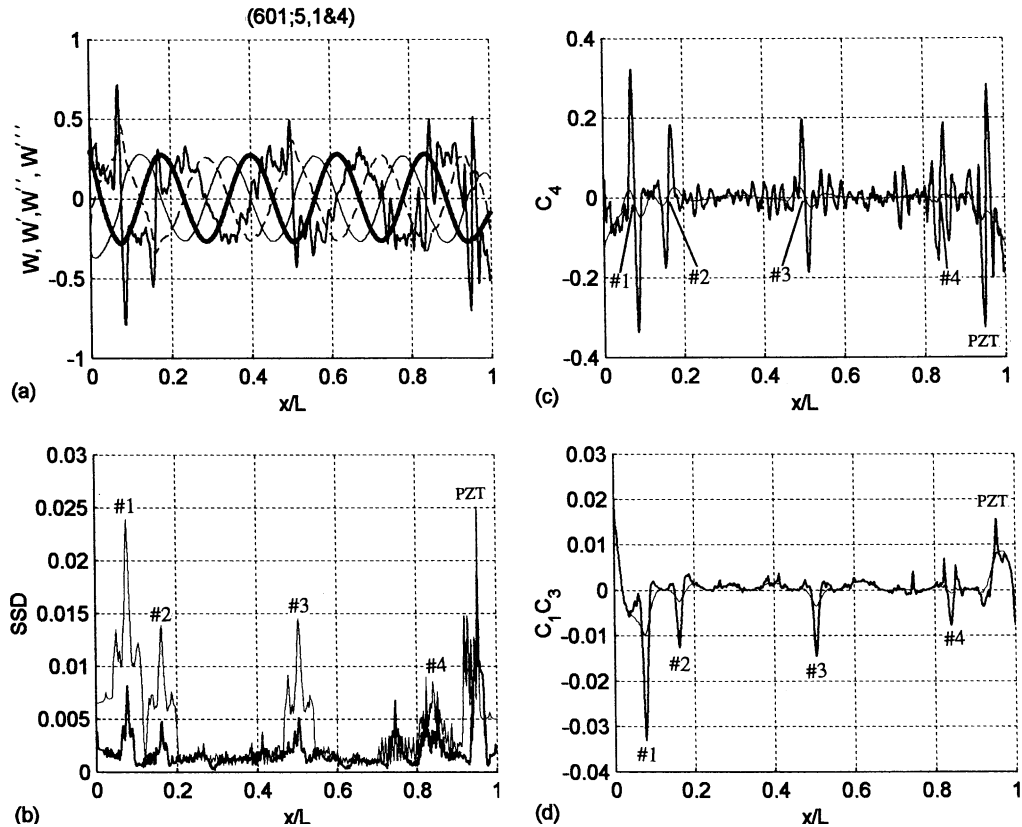 (601;5,1&4)
1
0.5
0
-0.5
-1
W, W', W'', W'''
0 0.2 0.4 0.6 0.8 1
x/L
(a)
0.4
0.2
0
-0.2
-0.4
C4
#1
#2
#3
#4
PZT
0 0.2 0.4 0.6 0.8 1
x/L
(c)
0.03
0.025
0.02
0.015
0.01
0.005
0
SSD
#1
#2
#3
#4
PZT
0 0.2 0.4 0.6 0.8 1
x/L
(b)
0.03
0.02
0.01
0
-0.01
-0.02
-0.03
-0.04
C1C3
#1
#2
#3
#4
PZT
0 0.2 0.4 0.6 0.8 1
x/L
(d)